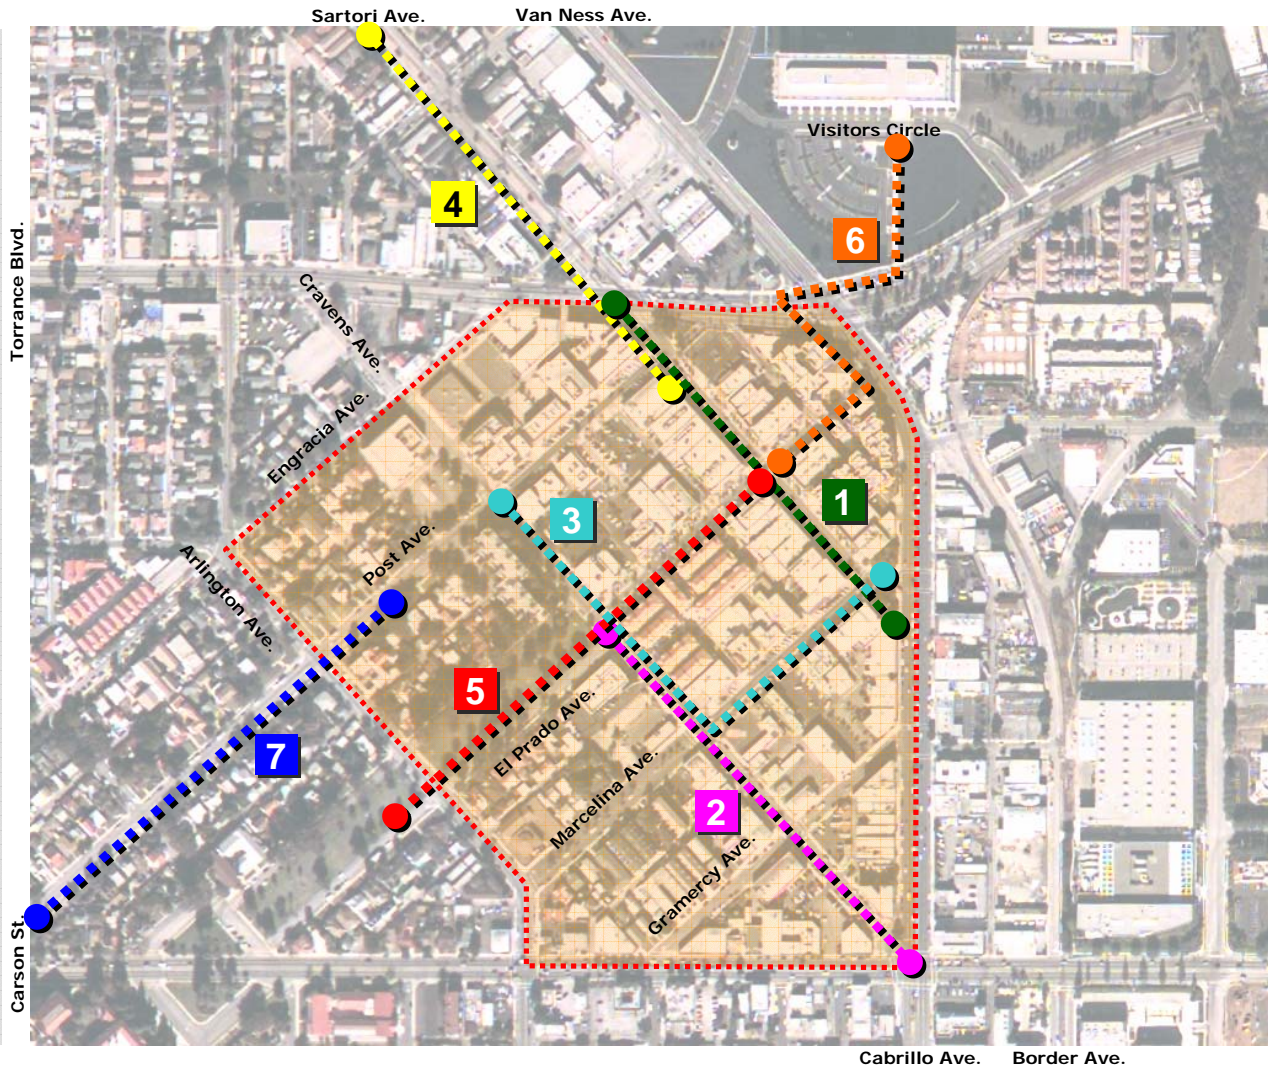 Sartori Ave.
Van Ness Ave.
Visitors Circle
4
6
Torrance Blvd.
Cravens Ave.
Engracia Ave.
3
1
Post Ave.
Arlington Ave.
5
El Prado Ave.
7
Marcelina Ave.
2
Gramercy Ave.
Carson St.
Cabrillo Ave.
Border Ave.